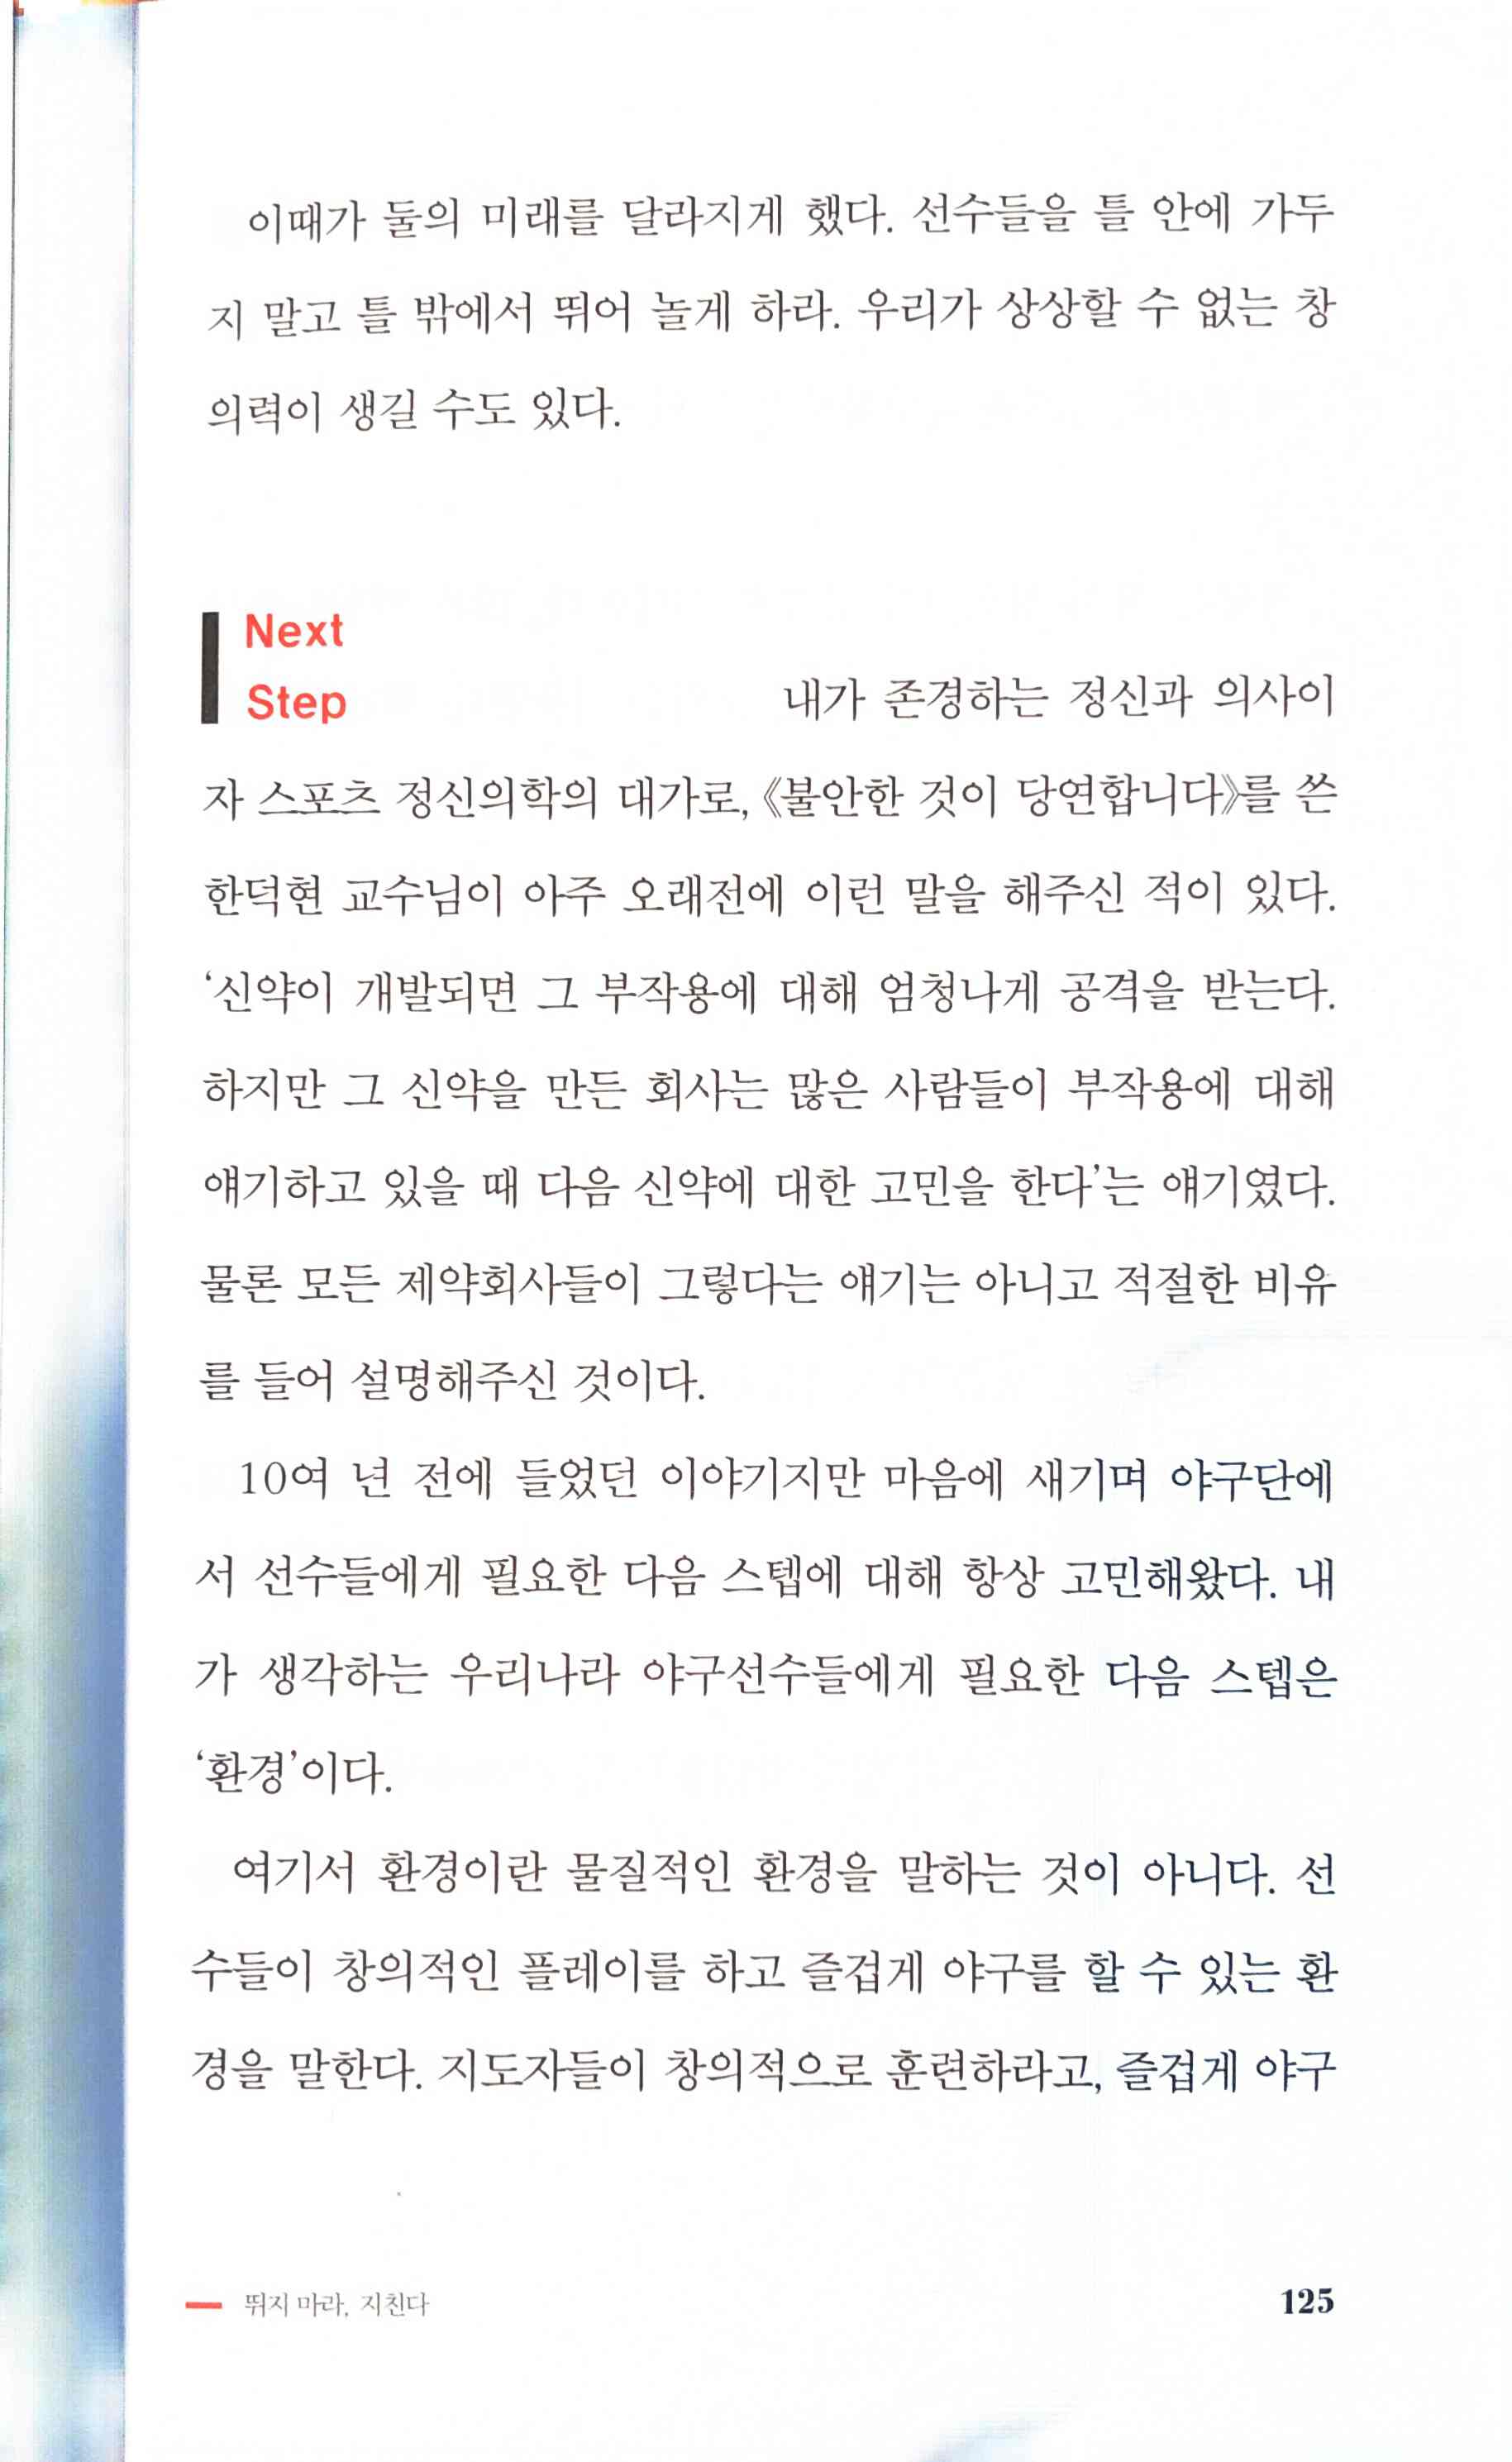 이때가 둘의 미래를 달라지게 했다. 선수들을 틀 안에 가두
지 말고 틀 밖에서 뛰어 놀게 하라. 우리가 상상할 수 없는 창
의력이 생길 수도 있다.
Next
Step
내가 존경하는 정신과 의사이
자 스포츠 정신의학의 대가로, 《불안한 것이 당연합니다》를 쓴
한덕현 교수님이 아주 오래전에 이런 말을 해주신 적이 있다.
‘신약이 개발되면 그 부작용에 대해 엄청나게 공격을 받는다.
하지만 그 신약을 만든 회사는 많은 사람들이 부작용에 대해
얘기하고 있을 때 다음 신약에 대한 고민을 한다’는 얘기였다.
물론 모든 제약회사들이 그렇다는 얘기는 아니고 적절한 비유
를 들어 설명해주신 것이다.
10여 년 전에 들었던 이야기지만 마음에 새기며 야구단에
서 선수들에게 필요한 다음 스텝에 대해 항상 고민해왔다. 내
가 생각하는 우리나라 야구선수들에게 필요한 다음 스텝은
‘환경’이다.
여기서 환경이란 물질적인 환경을 말하는 것이 아니다. 선
수들이 창의적인 플레이를 하고 즐겁게 야구를 할 수 있는 환
경을 말한다. 지도자들이 창의적으로 훈련하라고, 즐겁게 야구
뛰지 마라, 지친다
125